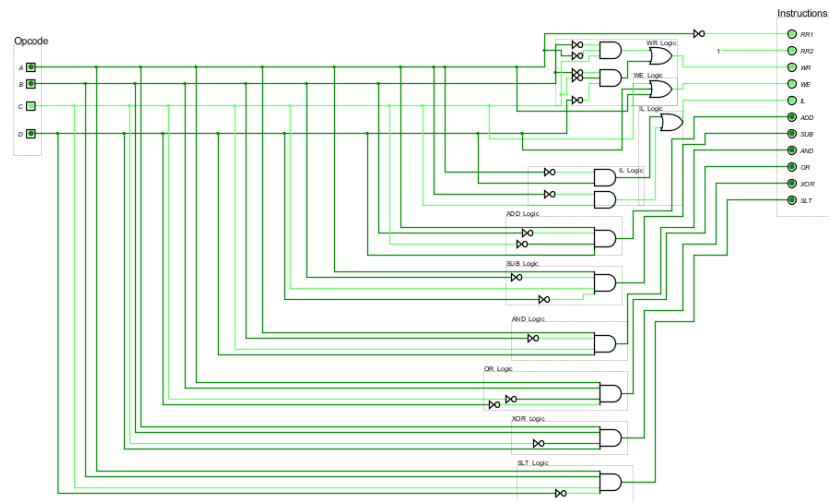 Instructions
Opcode
RR1
WR Logic
1
RR2
A
WR
B
WE Logic
WE
C
IL Logic
IL
ADD
D
SUB
AND
IL Logic
OR
XOR
SLT
ADD Logic
SUB Logic
AND Logic
OR Logic
XOR Logic
SLT Logic